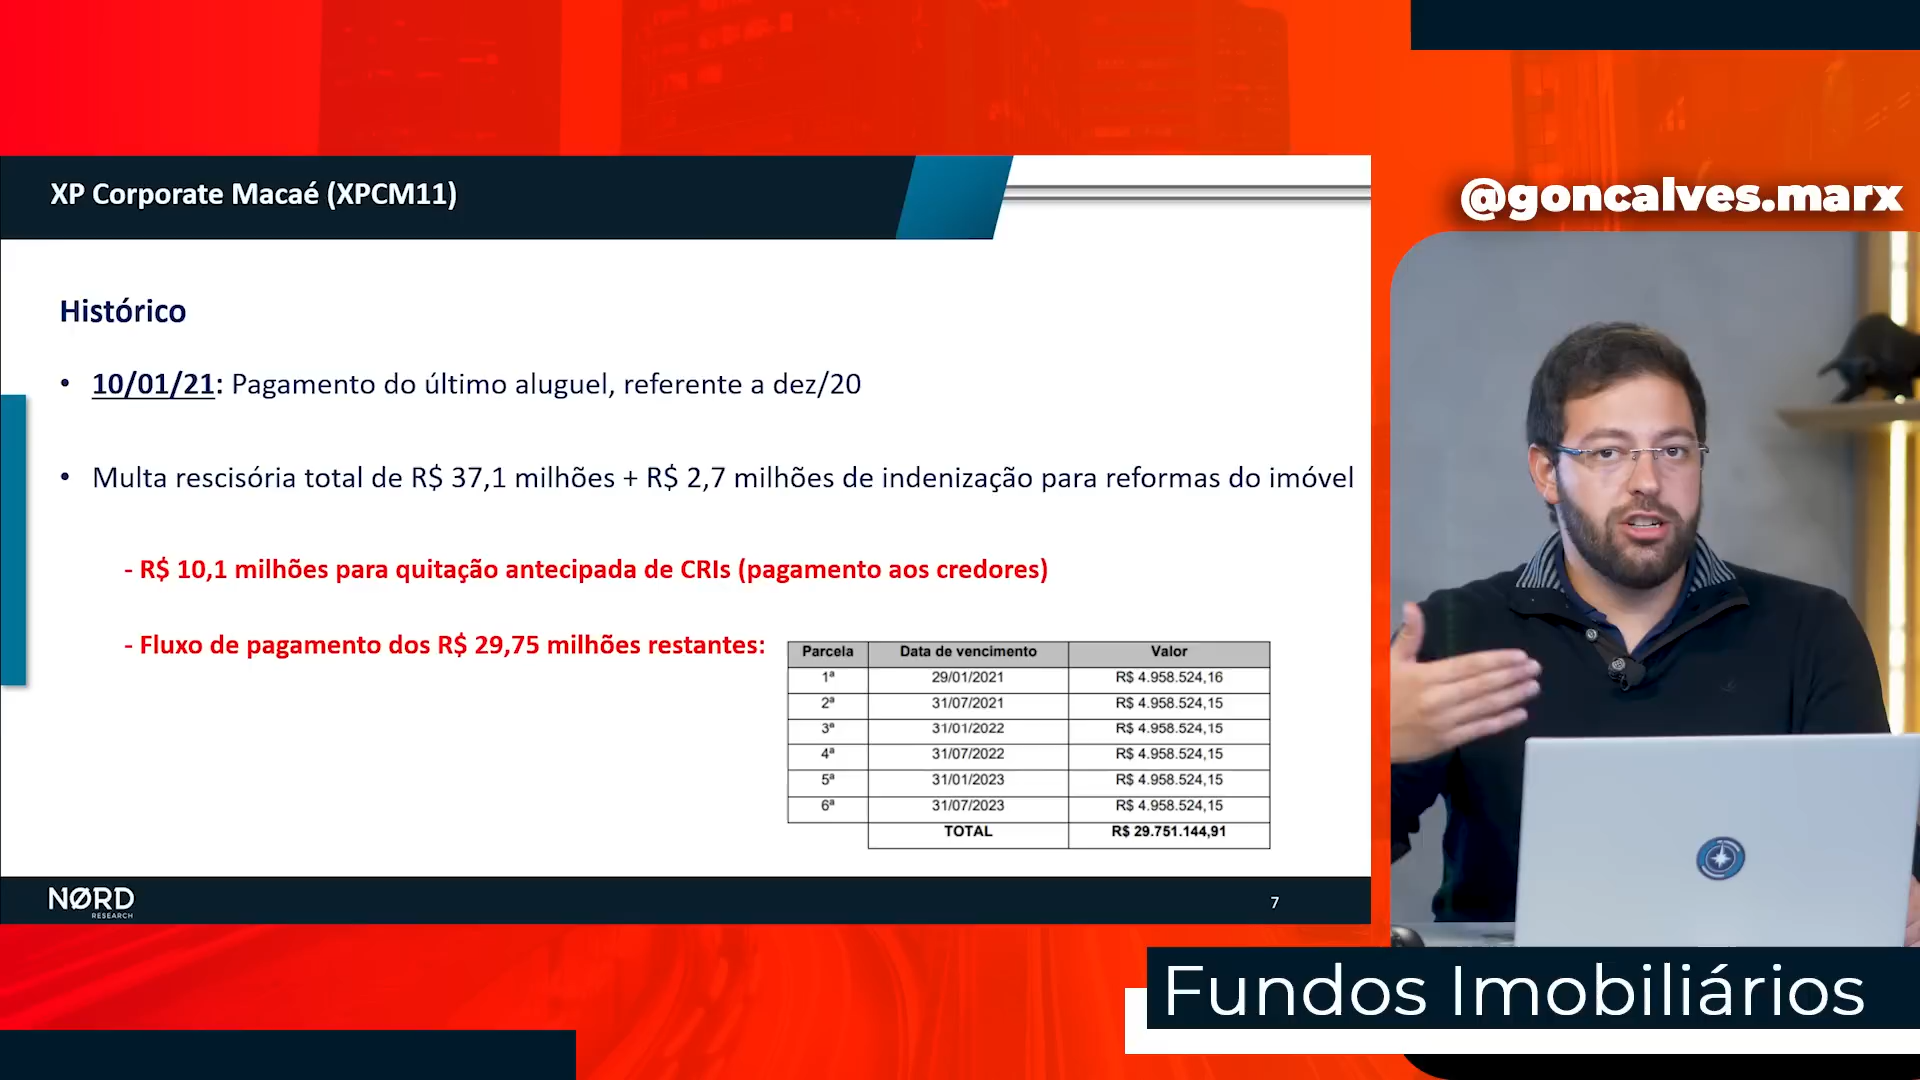 @goncalves.marx
XP Corporate Macaé (XPCM11)
Histórico
• 10/01/21: Pagamento do último aluguel, referente a dez/20
• Multa rescisória total de R$ 37,1 milhões + R$ 2,7 milhões de indenização para reformas do imóvel
- R$ 10,1 milhões para quitação antecipada de CRIs (pagamento aos credores)
- Fluxo de pagamento dos R$ 29,75 milhões restantes:
Parcela Data de vencimento Valor
1ª 29/01/2021 R$ 4.958.524,16
2ª 31/07/2021 R$ 4.958.524,15
3ª 31/01/2022 R$ 4.958.524,15
4ª 31/07/2022 R$ 4.958.524,15
5ª 31/01/2023 R$ 4.958.524,15
6ª 31/07/2023 R$ 4.958.524,15
TOTAL R$ 29.751.144,91
NØRD
RESEARCH
7
Fundos Imobiliários